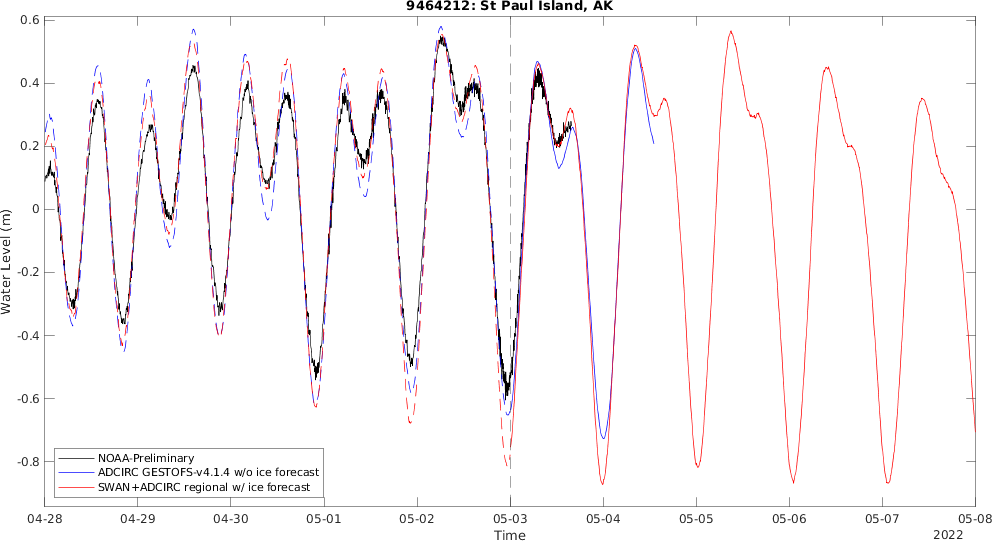 9464212: St Paul Island, AK
0.6
0.4
0.2
0
-0.2
-0.4
-0.6
-0.8
Water Level (m)
NOAA-Preliminary
ADCIRC GESTOFS-v4.1.4 w/o ice forecast
SWAN+ADCIRC regional w/ ice forecast
04-28 04-29 04-30 05-01 05-02 05-03 05-04 05-05 05-06 05-07 05-08
Time
2022